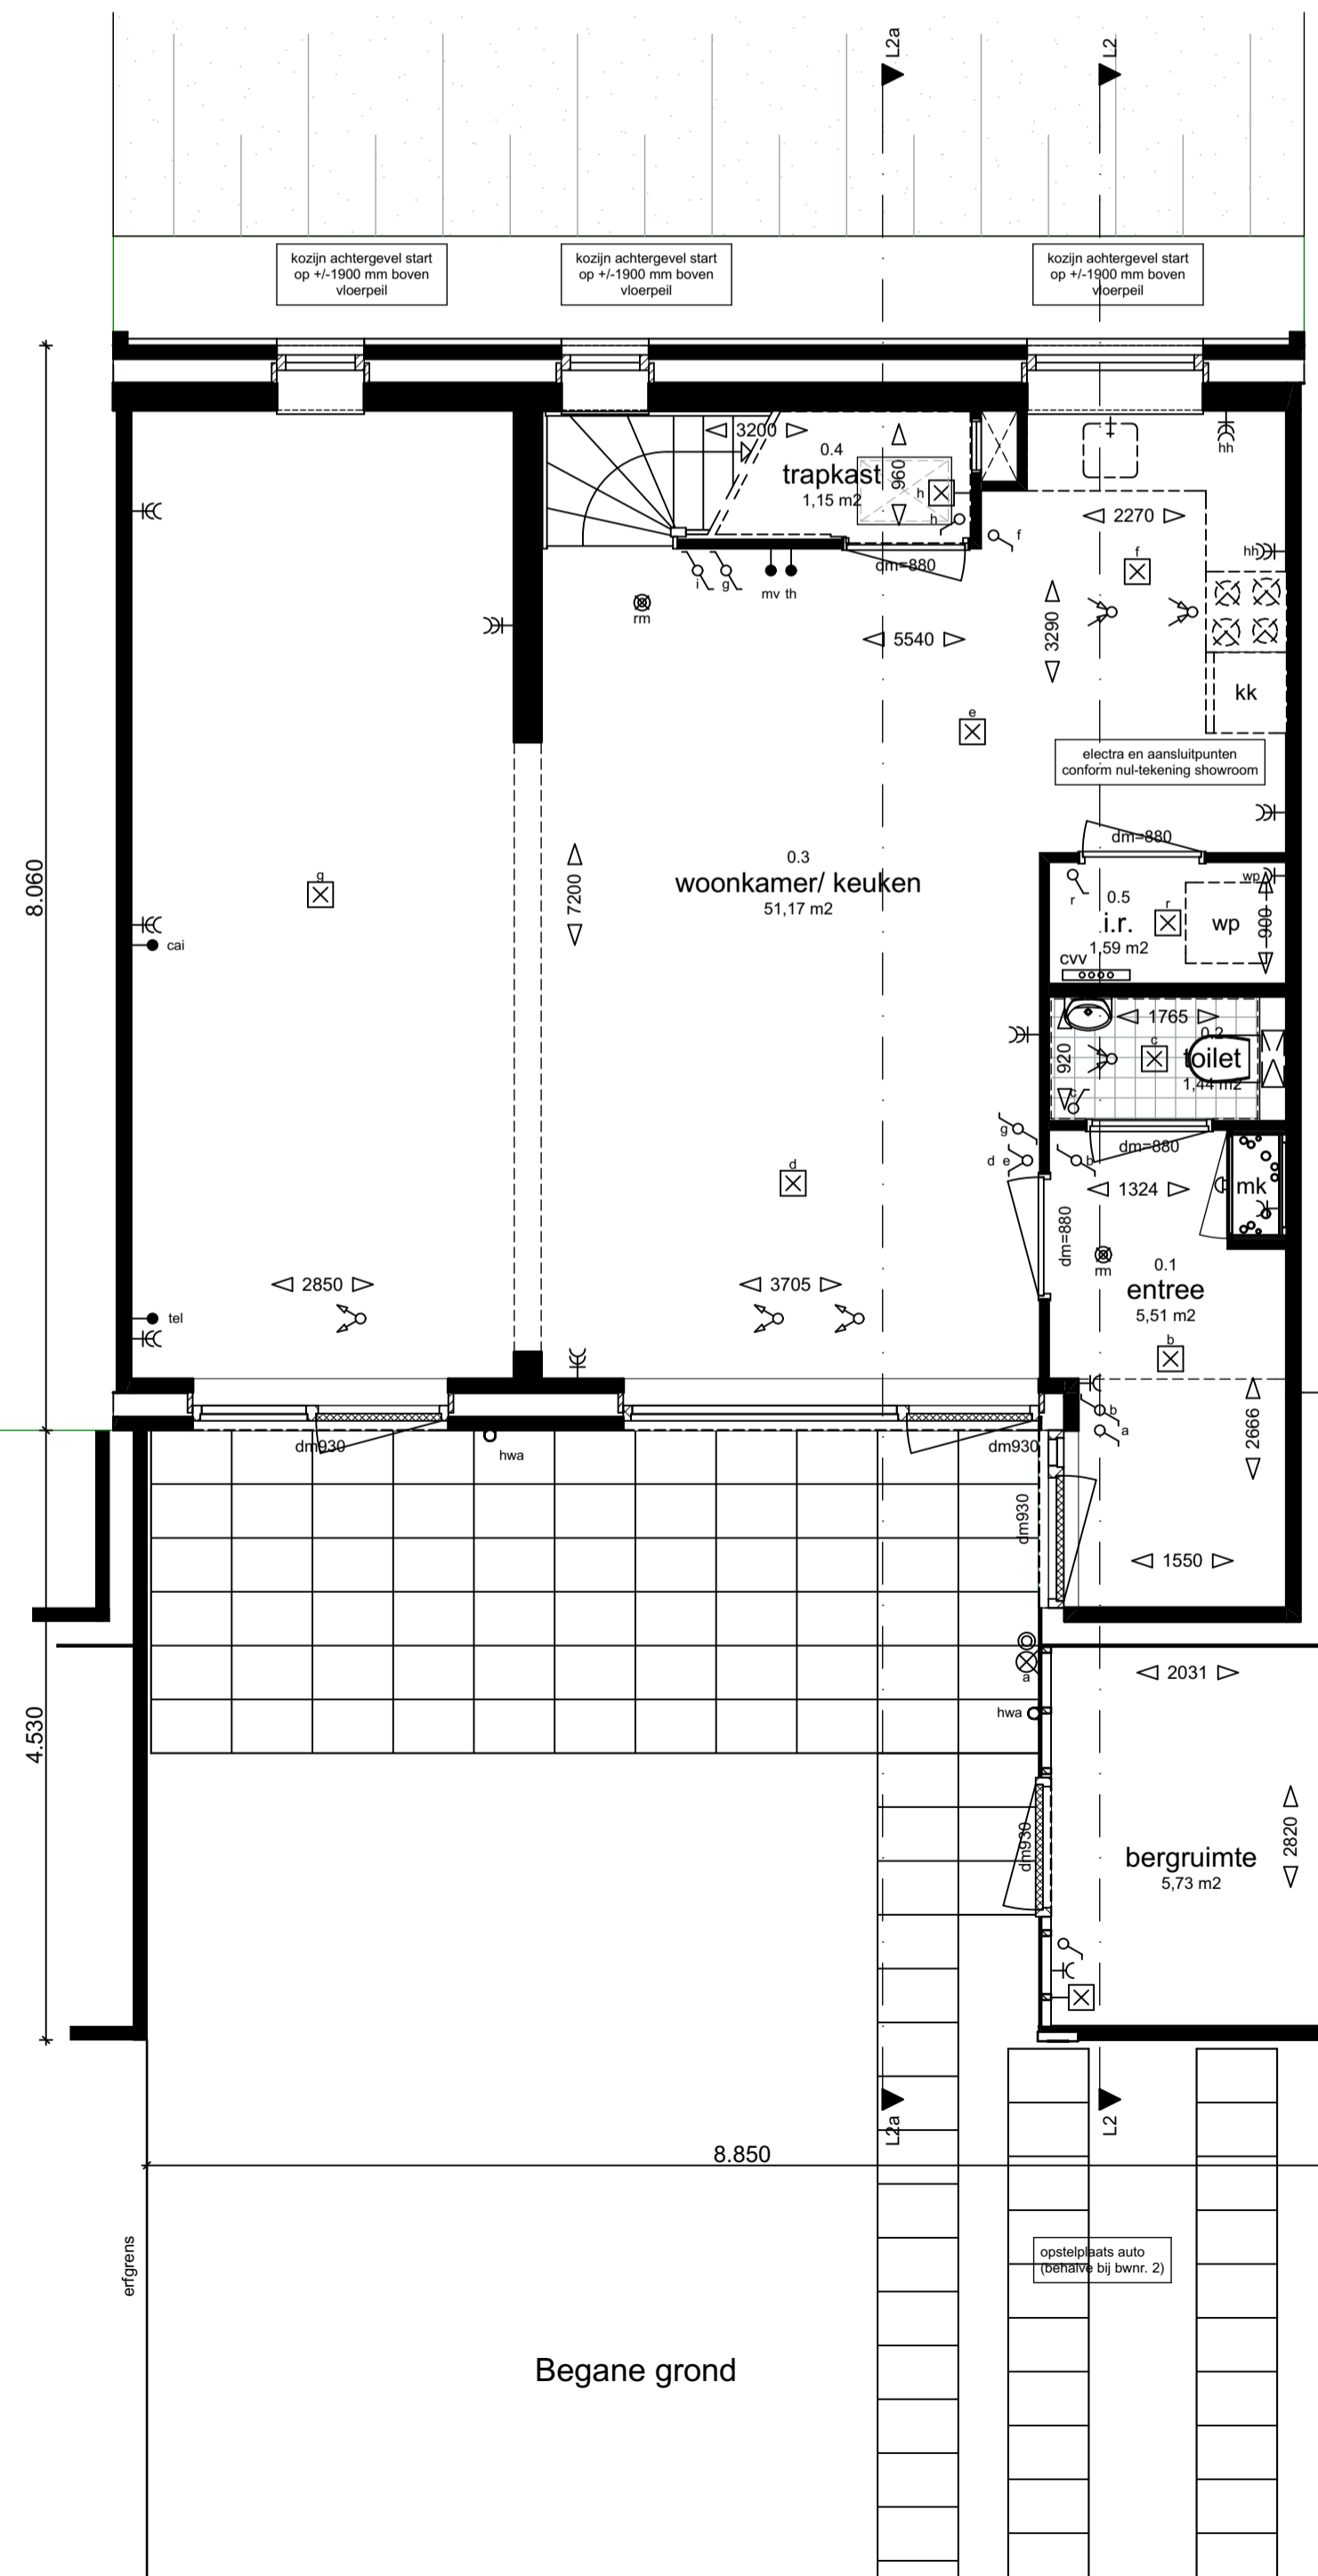 L2a
L2
kozijn achtergevel start
op +/-1900 mm boven
vloerpeil
kozijn achtergevel start
op +/-1900 mm boven
vloerpeil
kozijn achtergevel start
op +/-1900 mm boven
vloerpeil
3200
0.4
trapkast
1,15 m2
960
h
h
hh
2270
f
f
hh
i
g
mv
th
dm=880
rm
5540
3290
kk
e
electra en aansluitpunten
conform nul-tekening showroom
dm=880
8.060
g
7200
0.3
woonkamer/ keuken
51,17 m2
r
0.5
i.r.
1,59 m2
r
wp
wp
900
cvv
cai
1765
0.2
c
toilet
1,44 m2
920
c
g
d e
b
dm=880
d
1324
mk
dm=880
rm
0.1
entree
5,51 m2
b
2850
3705
tel
b
a
2666
dm930
hwa
dm930
dm930
1550
a
2031
hwa
4.530
dm930
bergruimte
5,73 m2
2820
L2a
L2
8.850
erfgrens
opstelplaats auto
(behalve bij bwnr. 2)
Begane grond